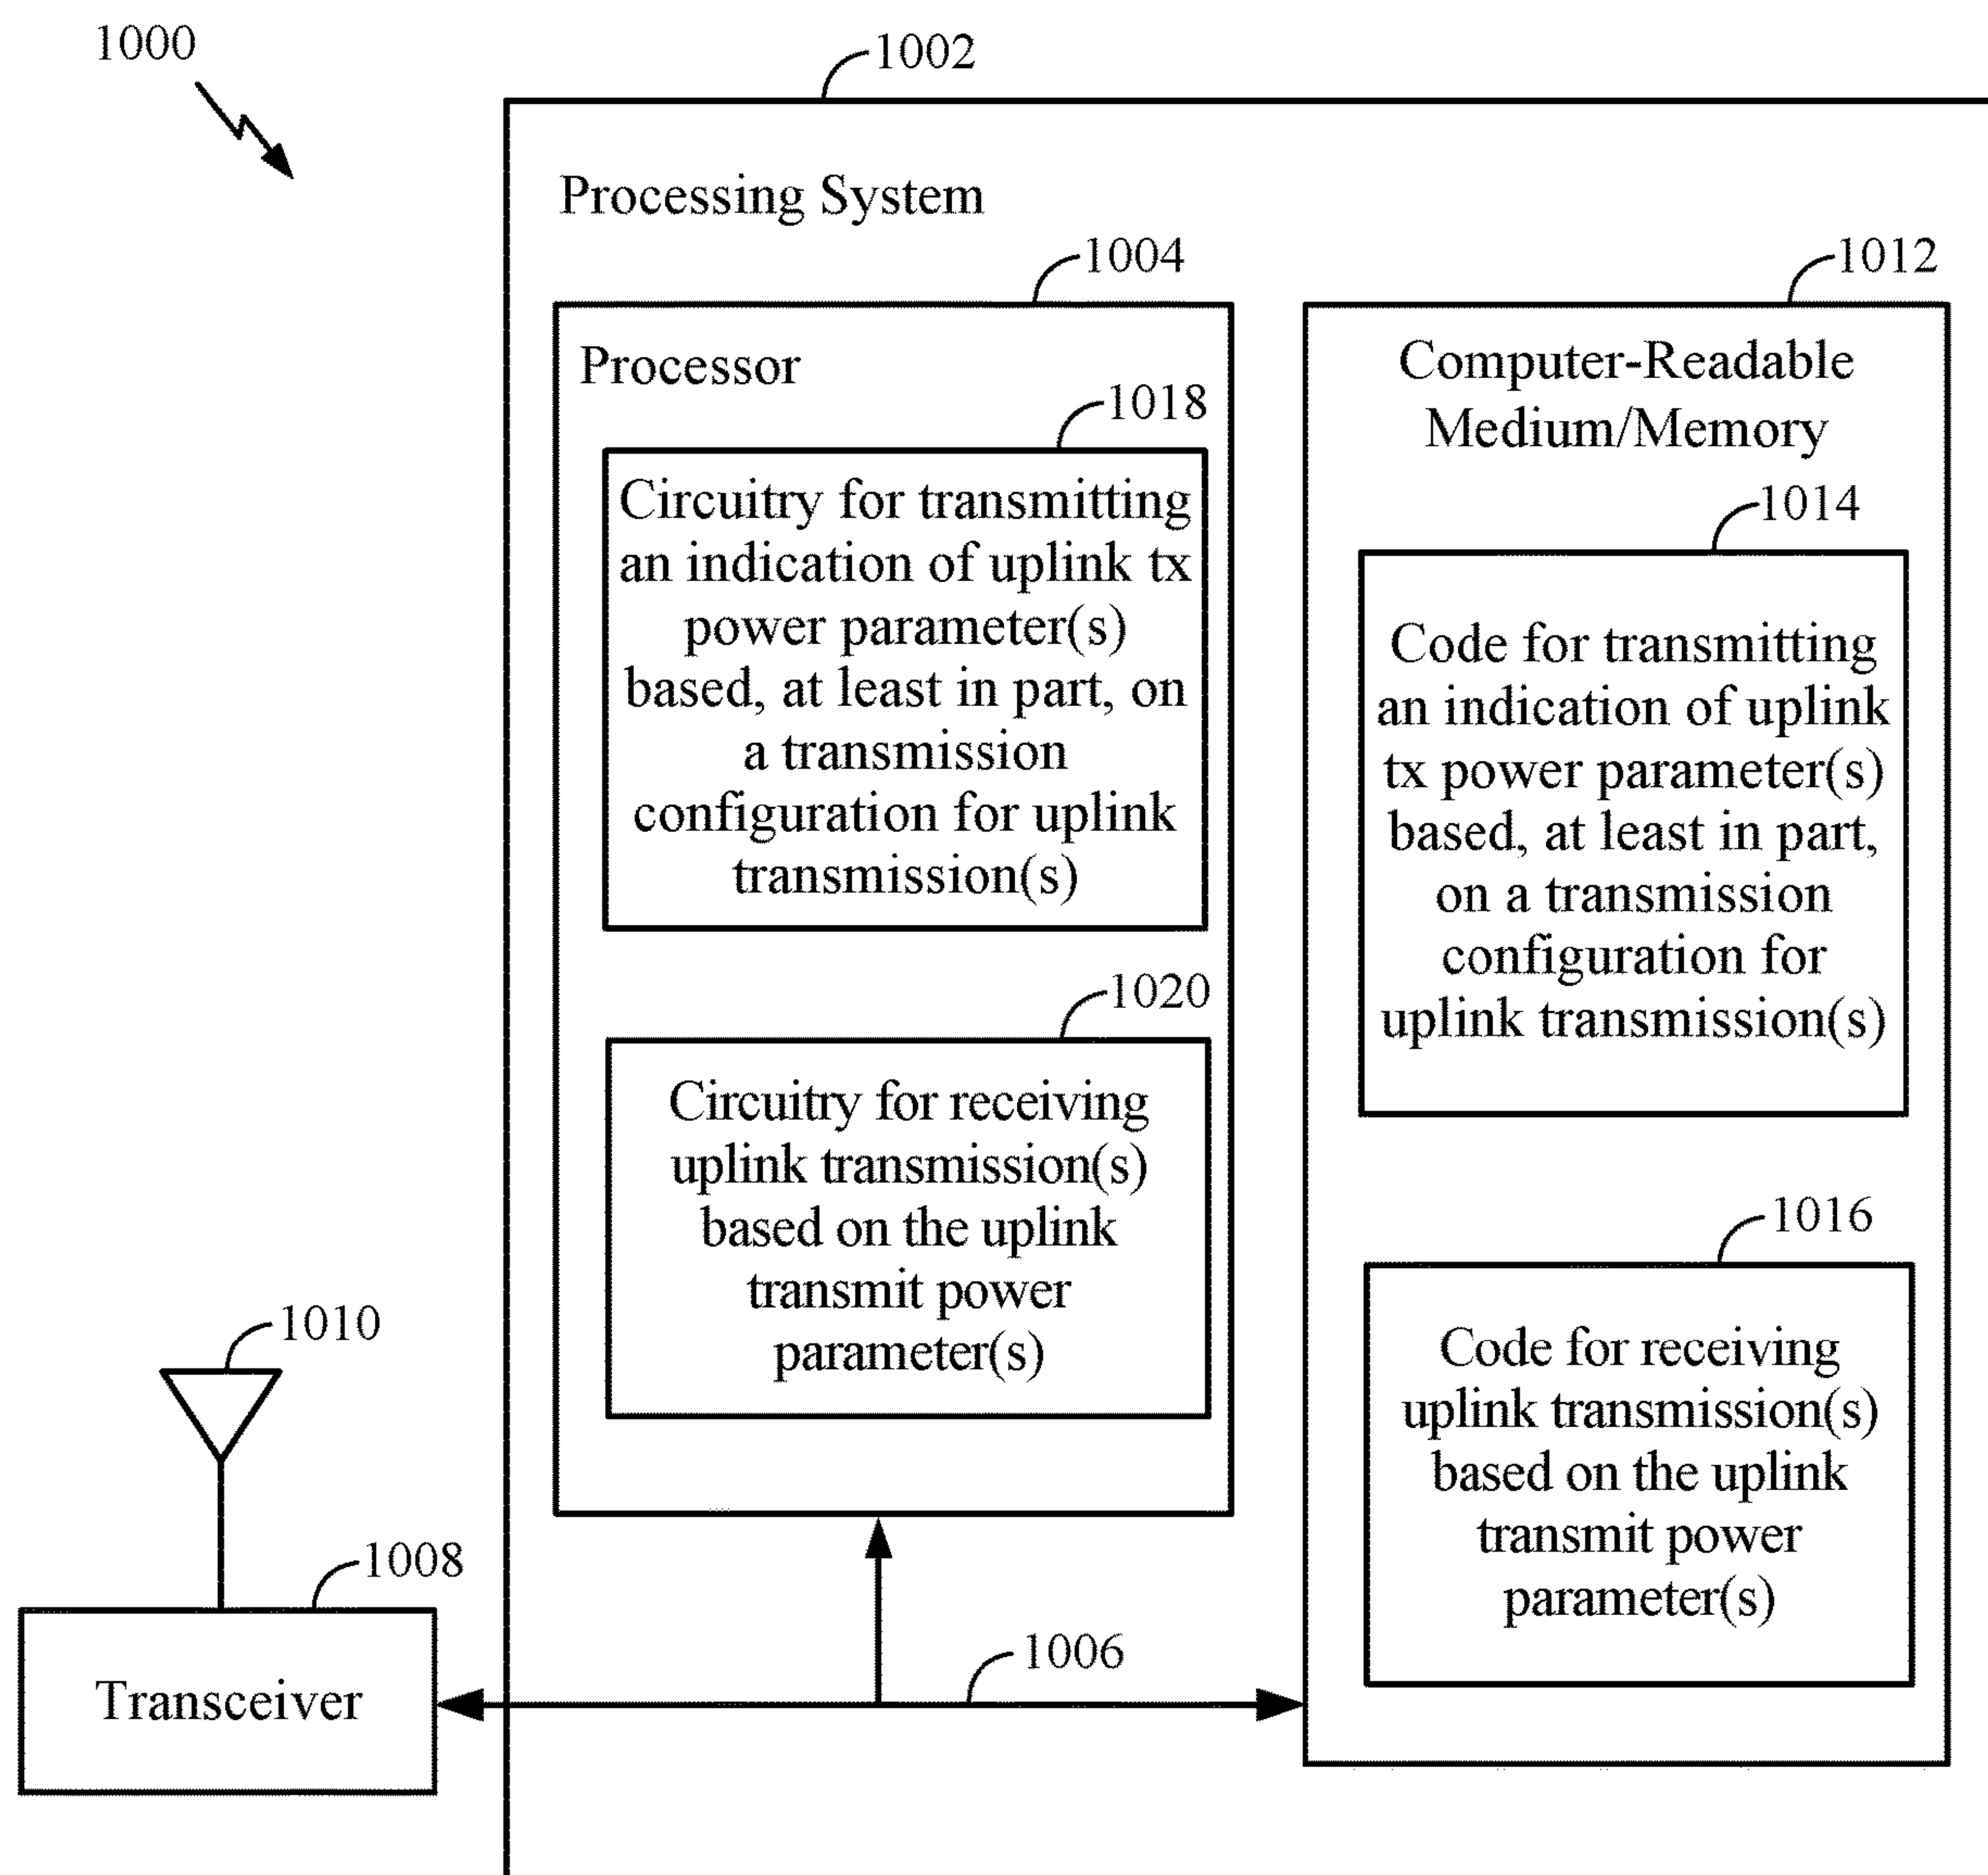 1000
1002
Processing System
1004
Processor
1018
Circuitry for transmitting
an indication of uplink tx
power parameter(s)
based, at least in part, on
a transmission
configuration for uplink
transmission(s)
1020
Circuitry for receiving
uplink transmission(s)
based on the uplink
transmit power
parameter(s)
1012
Computer-Readable
Medium/Memory
1014
Code for transmitting
an indication of uplink
tx power parameter(s)
based, at least in part,
on a transmission
configuration for
uplink transmission(s)
1016
Code for receiving
uplink transmission(s)
based on the uplink
transmit power
parameter(s)
1010
1008
Transceiver
1006